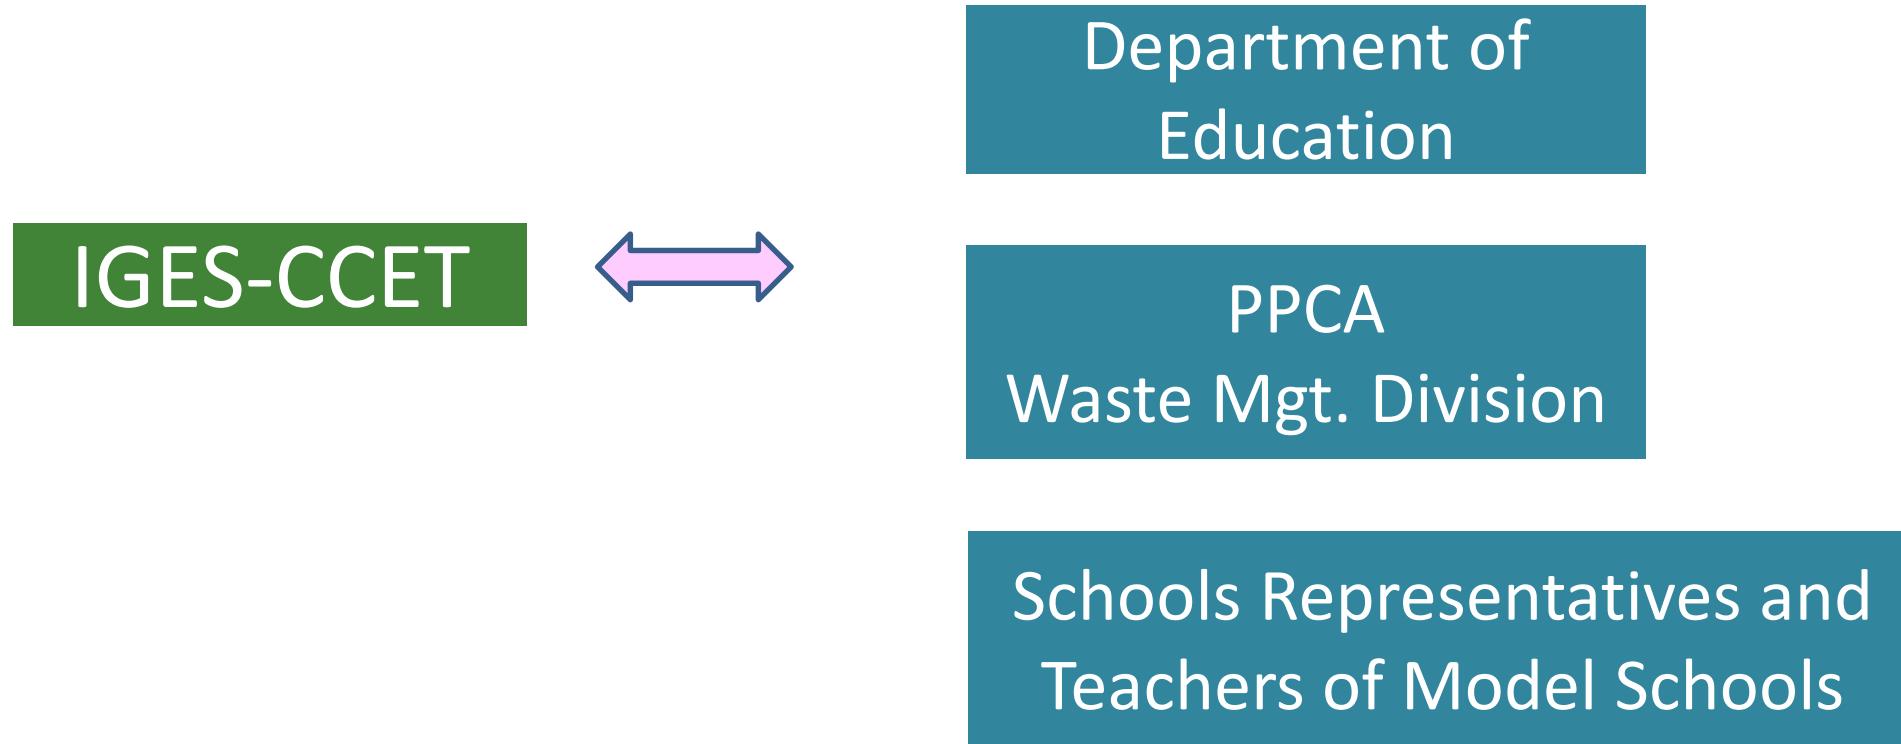 Department of
Education
IGES-CCET
PPCA
Waste Mgt. Division
Schools Representatives and
Teachers of Model Schools